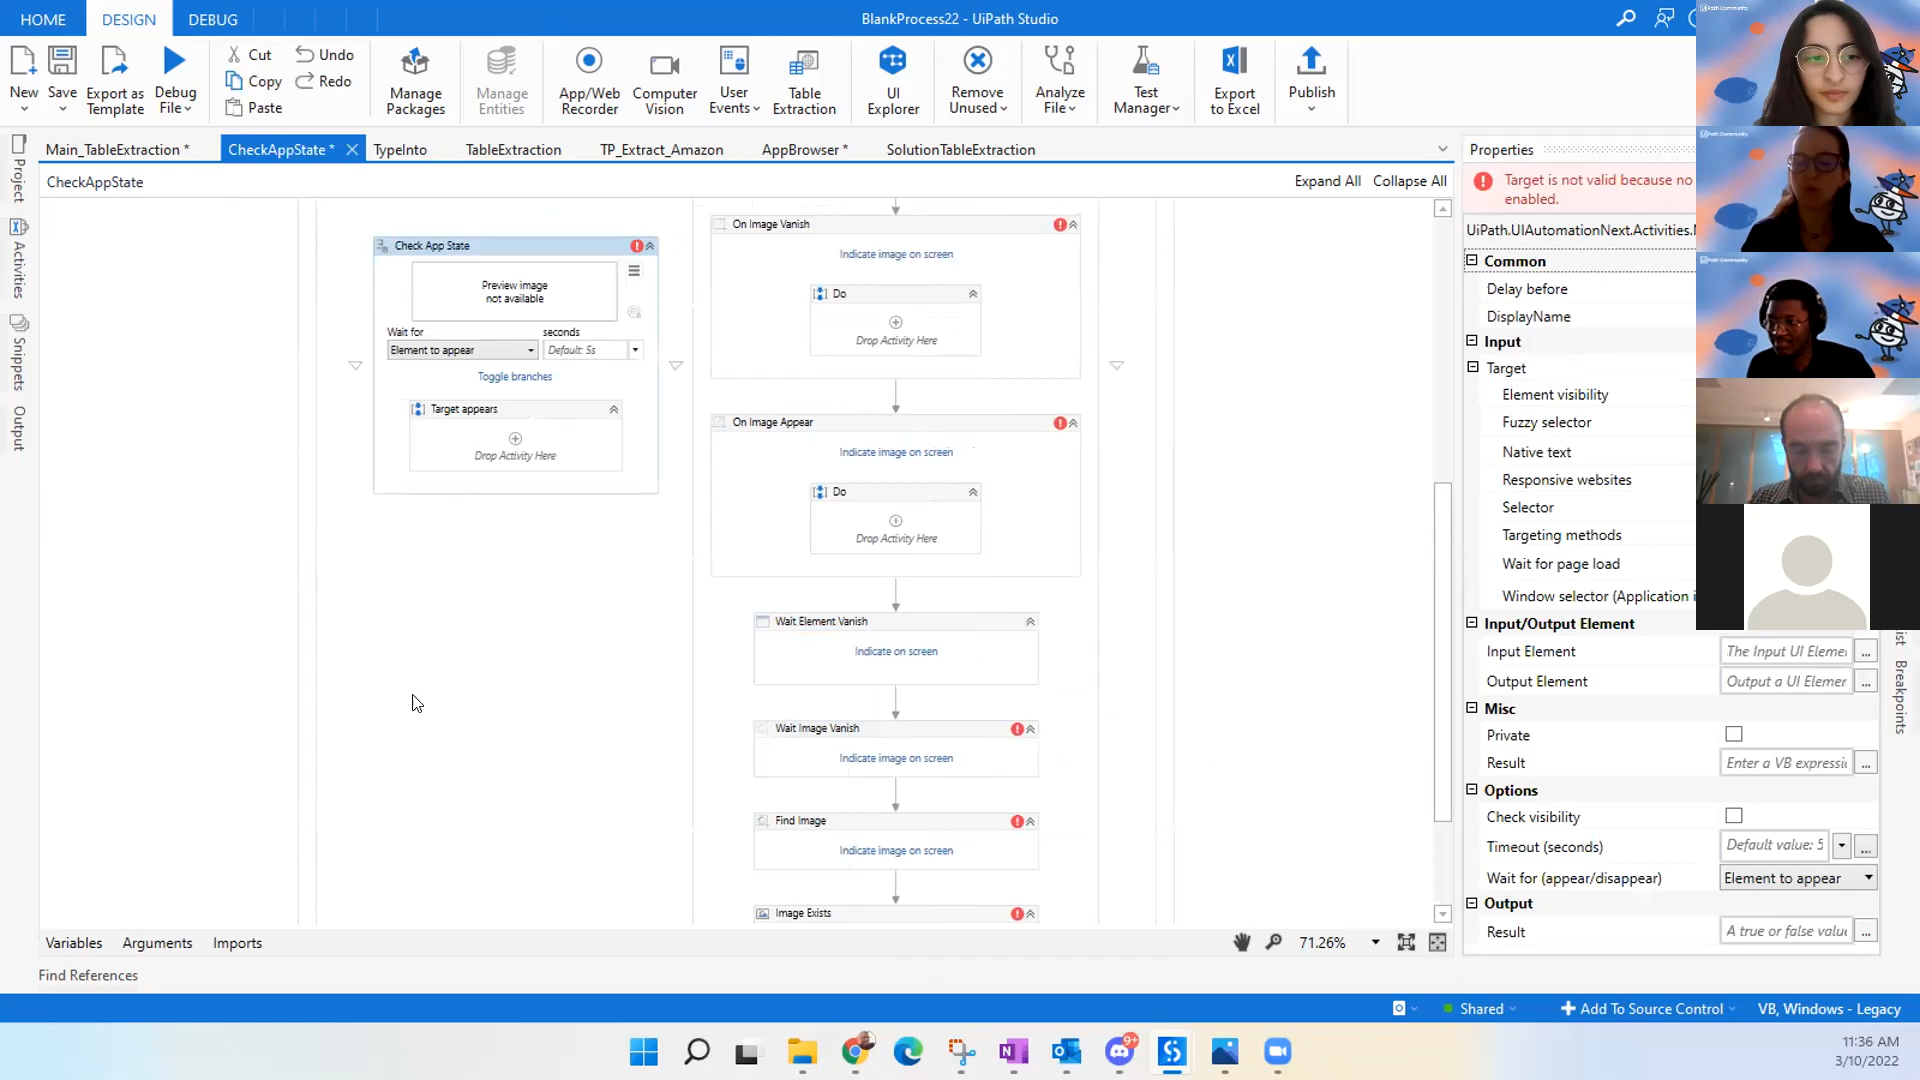 HOME DESIGN DEBUG BlankProcess22 - UiPath Studio
New Save Export as Template Debug File Cut Copy Paste Undo Redo Manage Packages Manage Entities App/Web Recorder Computer Vision User Events Table Extraction UI Explorer Remove Unused Analyze File Test Manager Export to Excel Publish
Main_TableExtraction * CheckAppState * TypeInto TableExtraction TP_Extract_Amazon AppBrowser * SolutionTableExtraction
CheckAppState Expand All Collapse All
Project
Activities
Snippets
Output
Check App State
Preview image
not available
Wait for seconds
Element to appear Default: 5s
Toggle branches
Target appears
Drop Activity Here
On Image Vanish
Indicate image on screen
Do
Drop Activity Here
On Image Appear
Indicate image on screen
Do
Drop Activity Here
Wait Element Vanish
Indicate on screen
Wait Image Vanish
Indicate image on screen
Find Image
Indicate image on screen
Image Exists
Properties
Target is not valid because no
enabled.
UiPath.UIAutomationNext.Activities.
Common
Delay before
DisplayName
Input
Target
Element visibility
Fuzzy selector
Native text
Responsive websites
Selector
Targeting methods
Wait for page load
Window selector (Application i
Input/Output Element
Input Element The Input UI Eleme ...
Output Element Output a UI Elemer ...
Misc
Private
Result Enter a VB expressi ...
Options
Check visibility
Timeout (seconds) Default value: 5 ...
Wait for (appear/disappear) Element to appear
Output
Result A true or false valu ...
Breakpoints
UiPath Community
UiPath Community
UiPath Community
Variables Arguments Imports 71.26%
Find References
Shared Add To Source Control VB, Windows - Legacy
9+
11:36 AM
3/10/2022